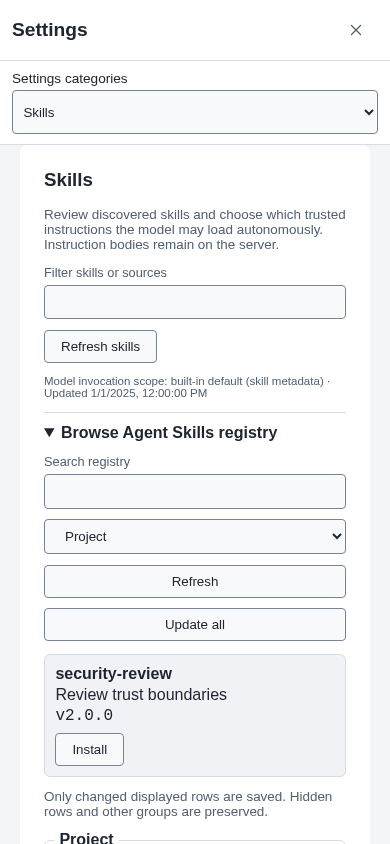 Settings
Settings categories
Skills
Skills
Review discovered skills and choose which trusted
instructions the model may load autonomously.
Instruction bodies remain on the server.
Filter skills or sources
Refresh skills
Model invocation scope: built-in default (skill metadata) ·
Updated 1/1/2025, 12:00:00 PM
Browse Agent Skills registry
Search registry
Project
Refresh
Update all
security-review
Review trust boundaries
v2.0.0
Install
Only changed displayed rows are saved. Hidden
rows and other groups are preserved.
Project